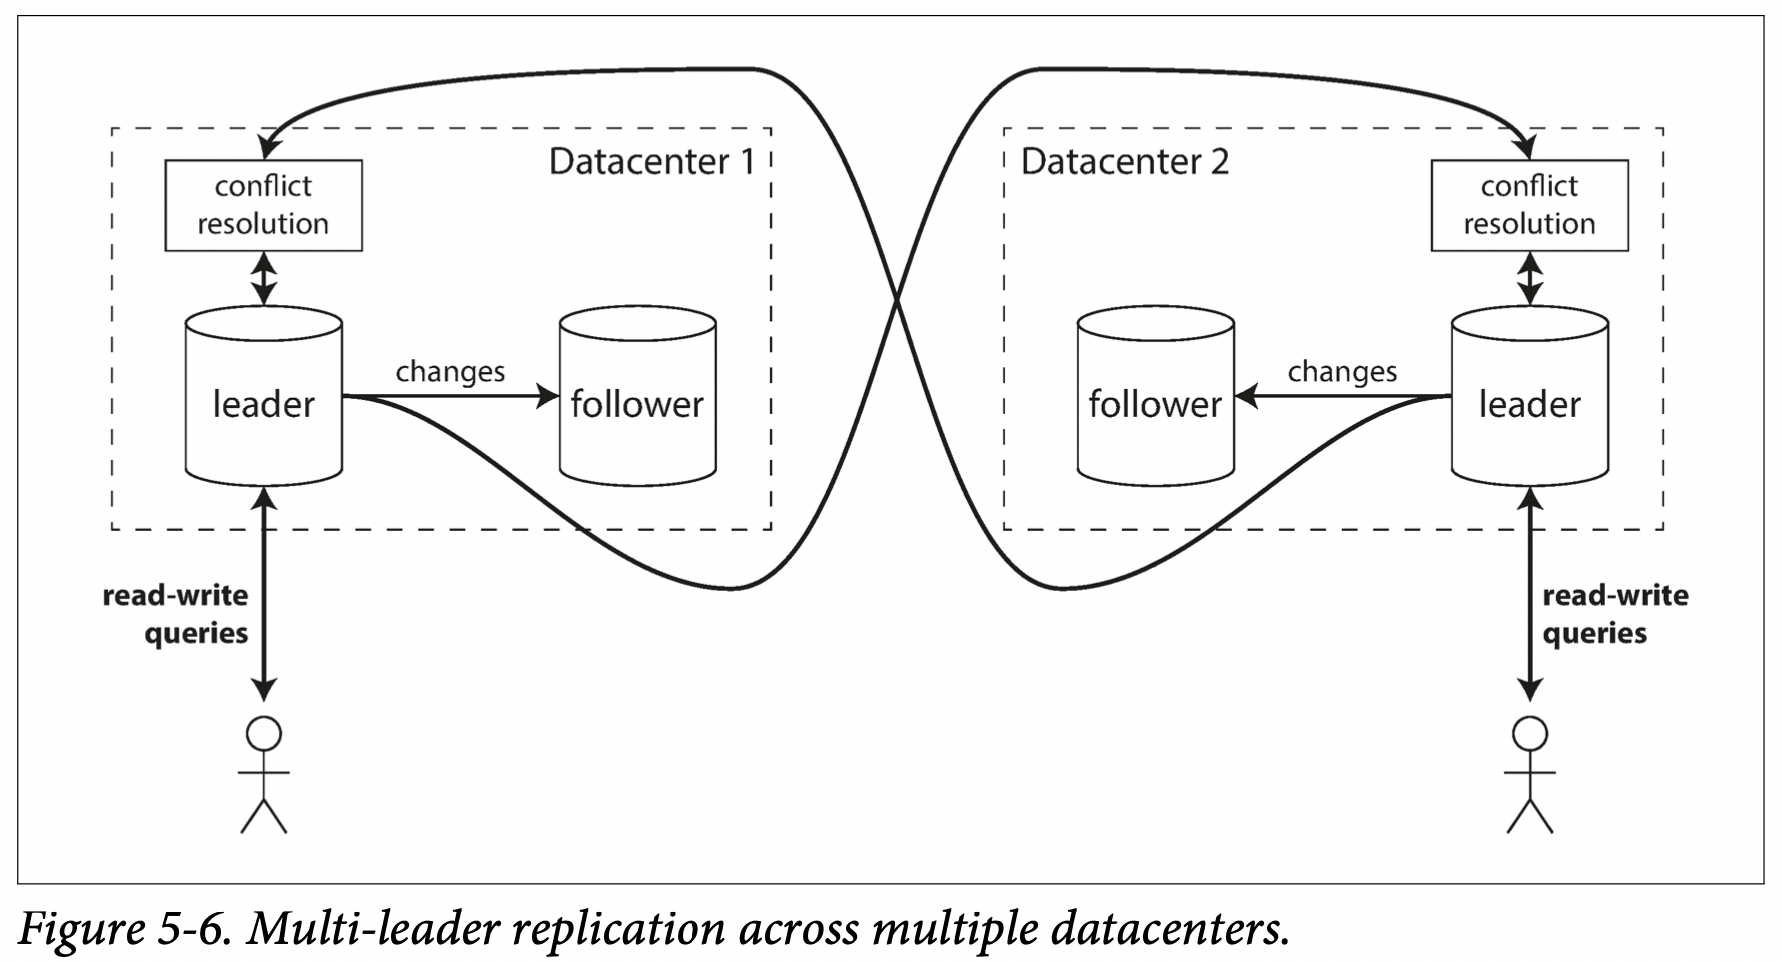 Datacenter 1
conflict
resolution
leader
changes
follower
read-write
queries
Datacenter 2
conflict
resolution
follower
changes
leader
read-write
queries
Figure 5-6. Multi-leader replication across multiple datacenters.